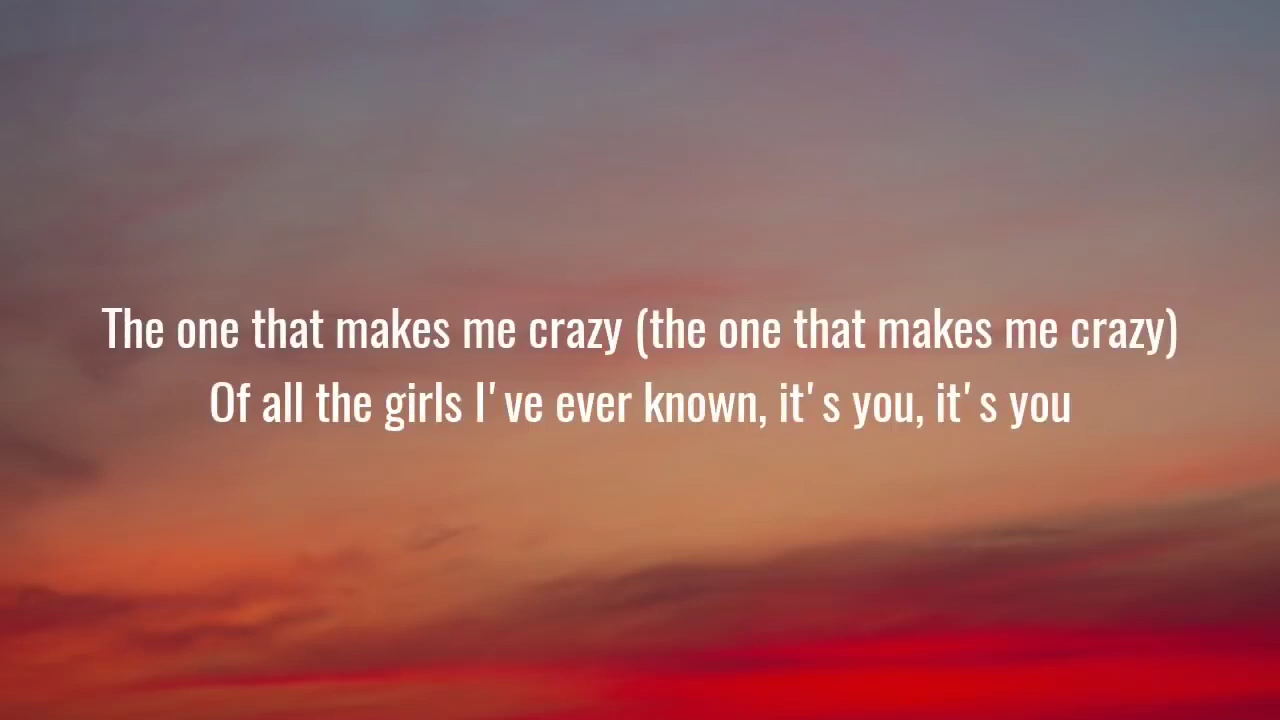 The one that makes me crazy (the one that makes me crazy)
Of all the girls I've ever known, it's you, it's you